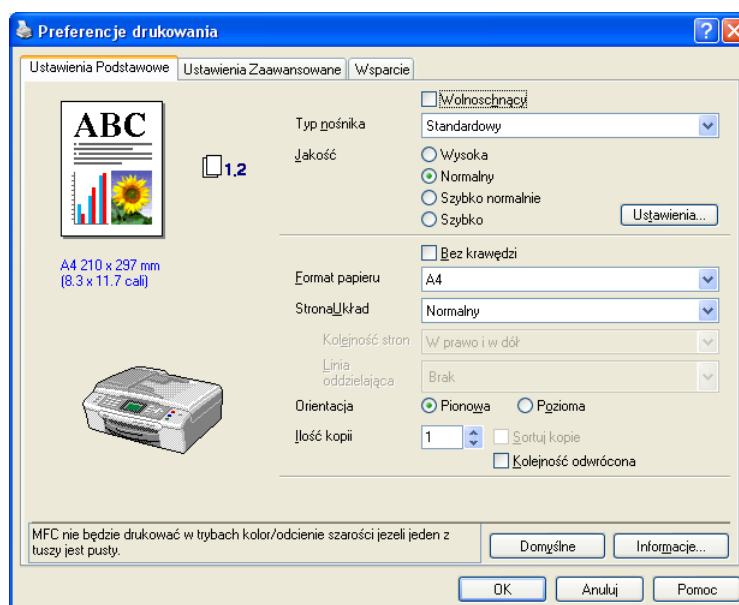 Preferencje drukowania
Ustawienia Podstawowe
Ustawienia Zaawansowane
Wsparcie
ABC
1.2
A4 210 x 297 mm
(8.3 x 11.7 cali)
Wolnoschnący
Typ nośnika
Standardowy
Jakość
Wysoka
Normalny
Szybko normalnie
Szybko
Ustawienia...
Bez krawędzi
Format papieru
A4
StronaUkład
Normalny
Kolejność stron
W prawo i w dół
Linia
oddzielająca
Brak
Orientacja
Pionowa
Pozioma
Ilość kopii
1
Sortuj kopie
Kolejność odwrócona
MFC nie będzie drukować w trybach kolor/odcienie szarości jezeli jeden z
tuszy jest pusty.
Domyślne
Informacje...
OK
Anuluj
Pomoc